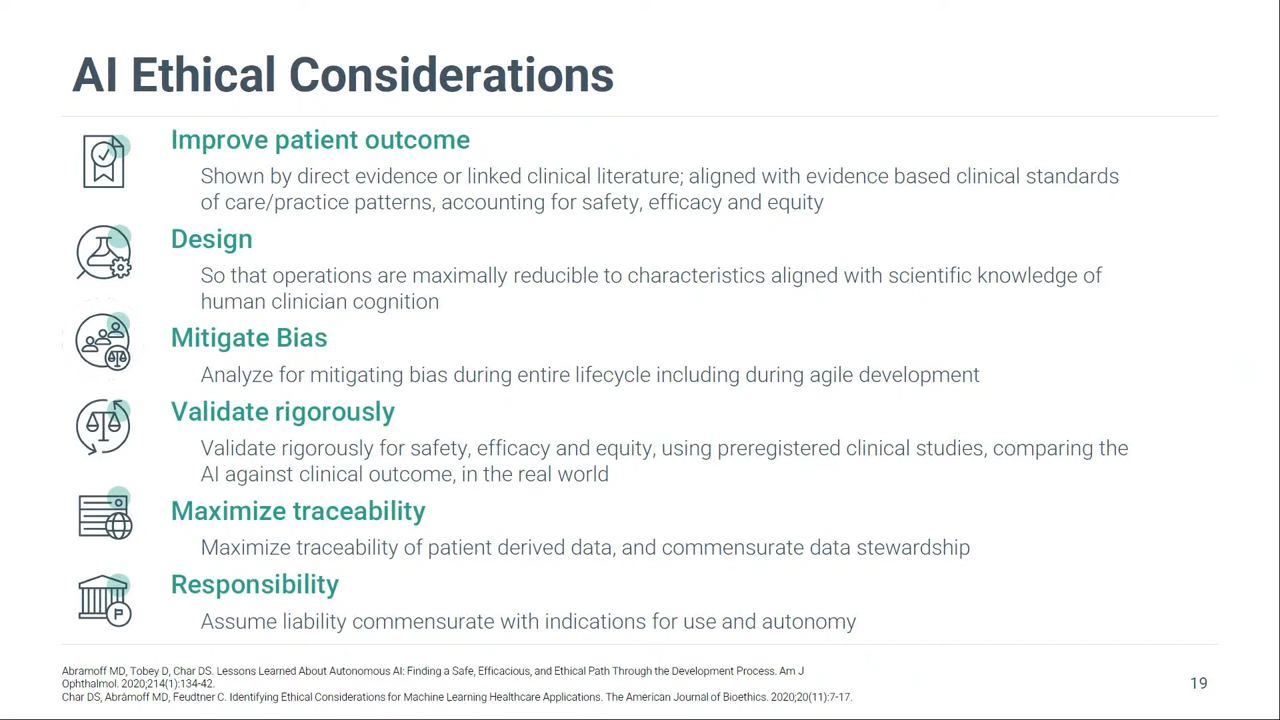 AI Ethical Considerations
Improve patient outcome
Shown by direct evidence or linked clinical literature; aligned with evidence based clinical standards
of care/practice patterns, accounting for safety, efficacy and equity
Design
So that operations are maximally reducible to characteristics aligned with scientific knowledge of
human clinician cognition
Mitigate Bias
Analyze for mitigating bias during entire lifecycle including during agile development
Validate rigorously
Validate rigorously for safety, efficacy and equity, using preregistered clinical studies, comparing the
AI against clinical outcome, in the real world
Maximize traceability
Maximize traceability of patient derived data, and commensurate data stewardship
Responsibility
Assume liability commensurate with indications for use and autonomy
Abramoff MD, Tobey D, Char DS. Lessons Learned About Autonomous AI: Finding a Safe, Efficacious, and Ethical Path Through the Development Process. Am J
Ophthalmol. 2020;214(1):134-42.
Char DS, Abràmoff MD, Feudtner C. Identifying Ethical Considerations for Machine Learning Healthcare Applications. The American Journal of Bioethics. 2020;20(11):7-17.
19